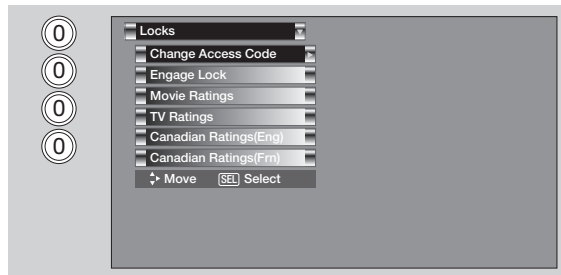 0
0
0
0
Locks
Change Access Code
Engage Lock
Movie Ratings
TV Ratings
Canadian Ratings(Eng)
Canadian Ratings(Frn)
Move SEL Select